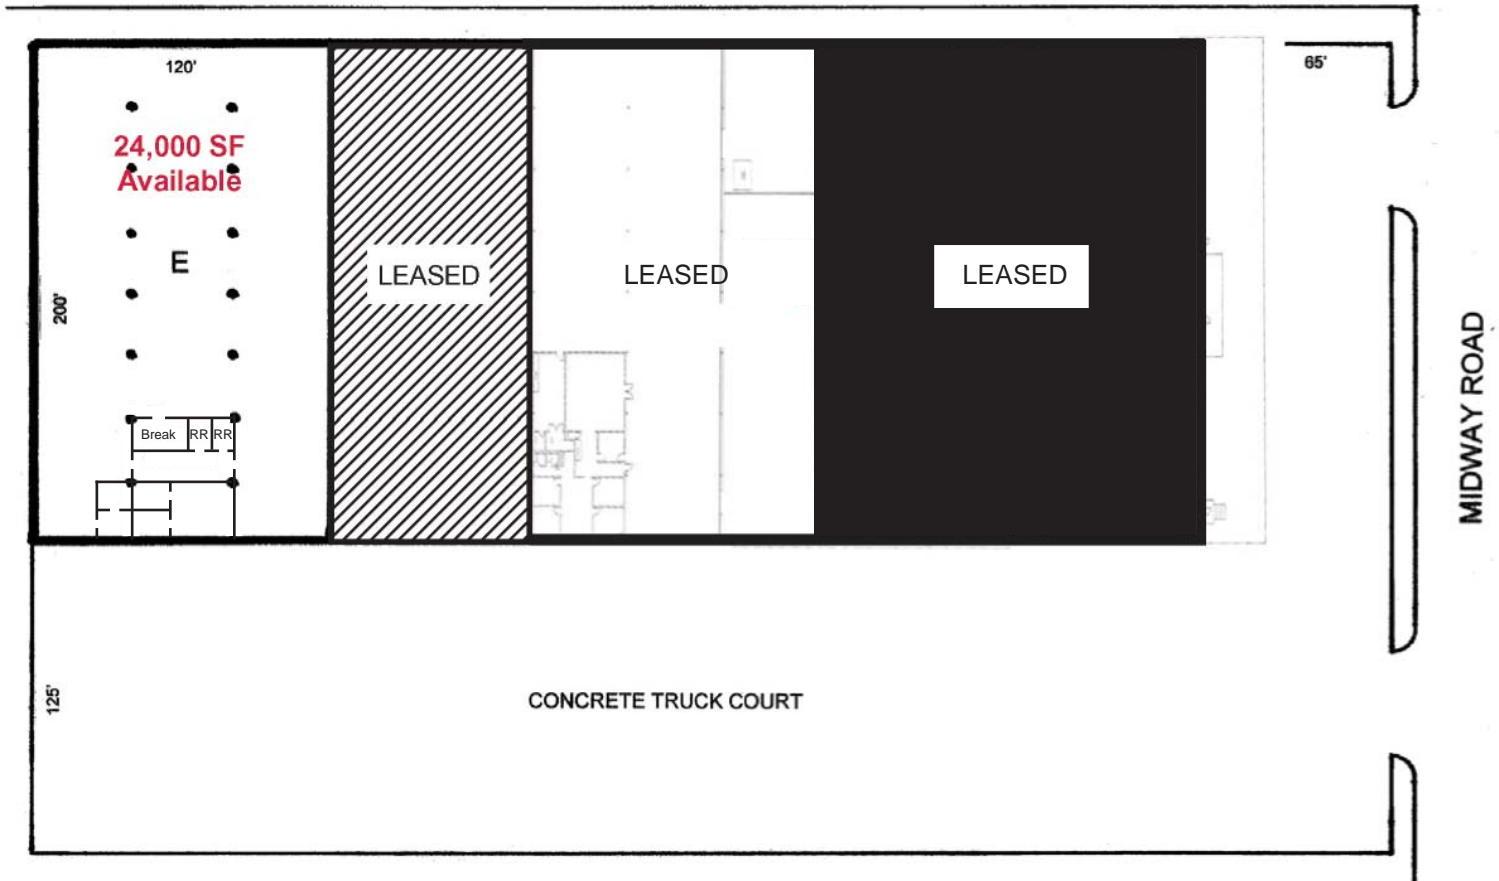 120'
65'
24,000 SF
Available
E
LEASED
LEASED
LEASED
200'
MIDWAY ROAD
Break
RR
RR
125'
CONCRETE TRUCK COURT